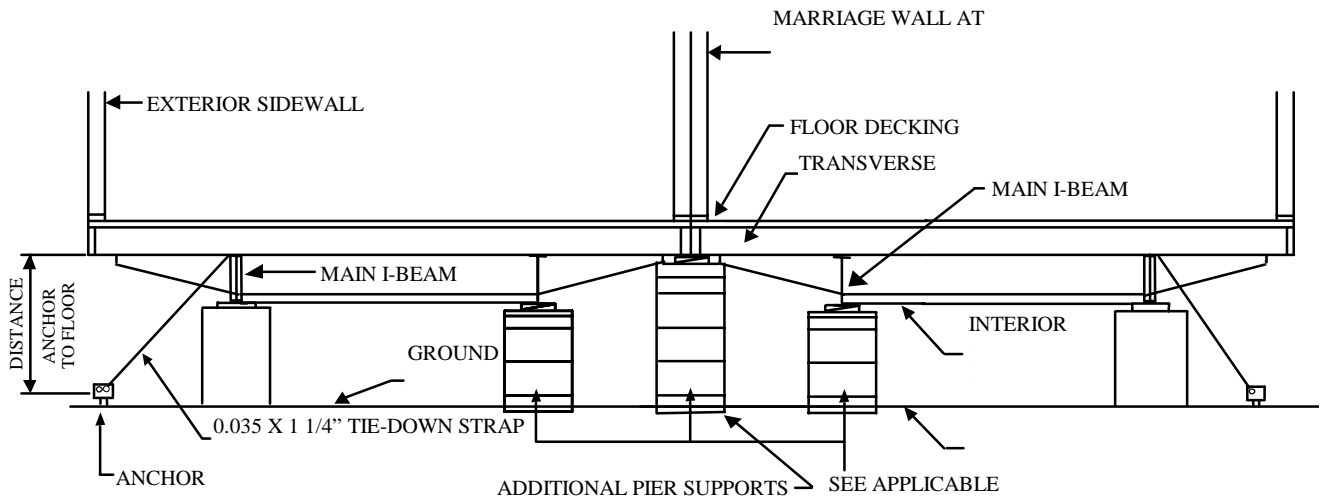 MARRIAGE WALL AT
EXTERIOR SIDEWALL
FLOOR DECKING
TRANSVERSE
MAIN I-BEAM
MAIN I-BEAM
DISTANCE
ANCHOR
TO FLOOR
INTERIOR
GROUND
0.035 X 1 1/4” TIE-DOWN STRAP
ANCHOR
ADDITIONAL PIER SUPPORTS
SEE APPLICABLE